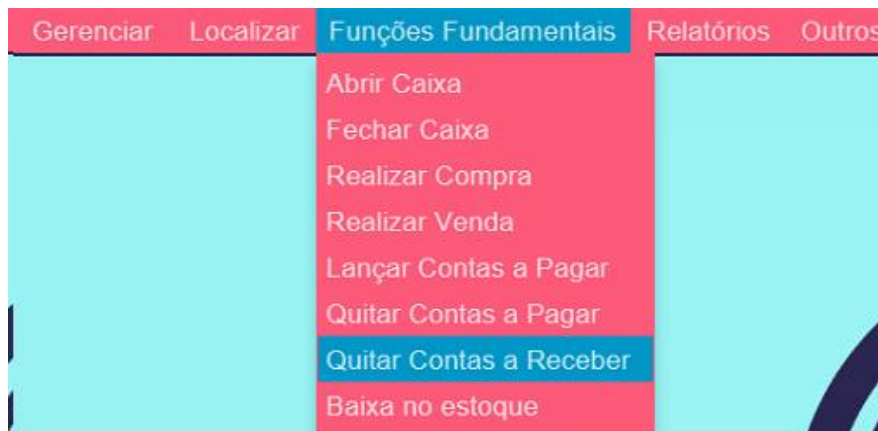 Gerenciar Localizar Funções Fundamentais Relatórios Outros
Abrir Caixa
Fechar Caixa
Realizar Compra
Realizar Venda
Lançar Contas a Pagar
Quitar Contas a Pagar
Quitar Contas a Receber
Baixa no estoque